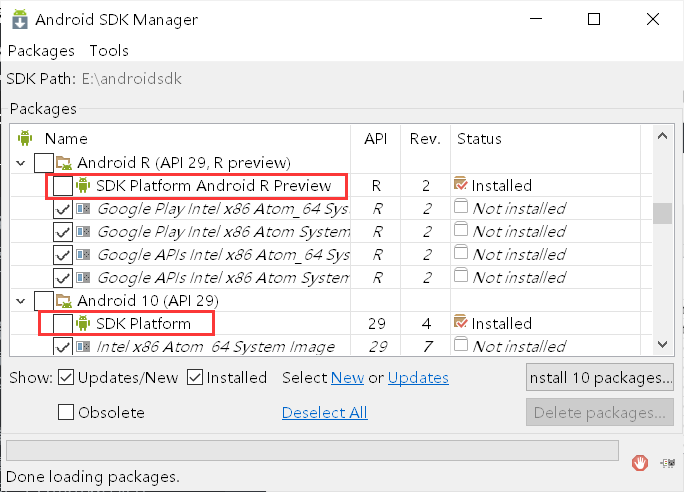 Android SDK Manager
Packages Tools
SDK Path: E:\androidsdk
Packages
Name API Rev. Status
Android R (API 29, R preview)
SDK Platform Android R Preview R 2 Installed
Google Play Intel x86 Atom_64 Sys R 2 Not installed
Google Play Intel x86 Atom System R 2 Not installed
Google APIs Intel x86 Atom_64 Sys R 2 Not installed
Google APIs Intel x86 Atom System R 2 Not installed
Android 10 (API 29)
SDK Platform 29 4 Installed
Intel x86 Atom_64 System Image 29 7 Not installed
Show: Updates/New Installed Select New or Updates nstall 10 packages...
Obsolete Deselect All Delete packages...
Done loading packages.